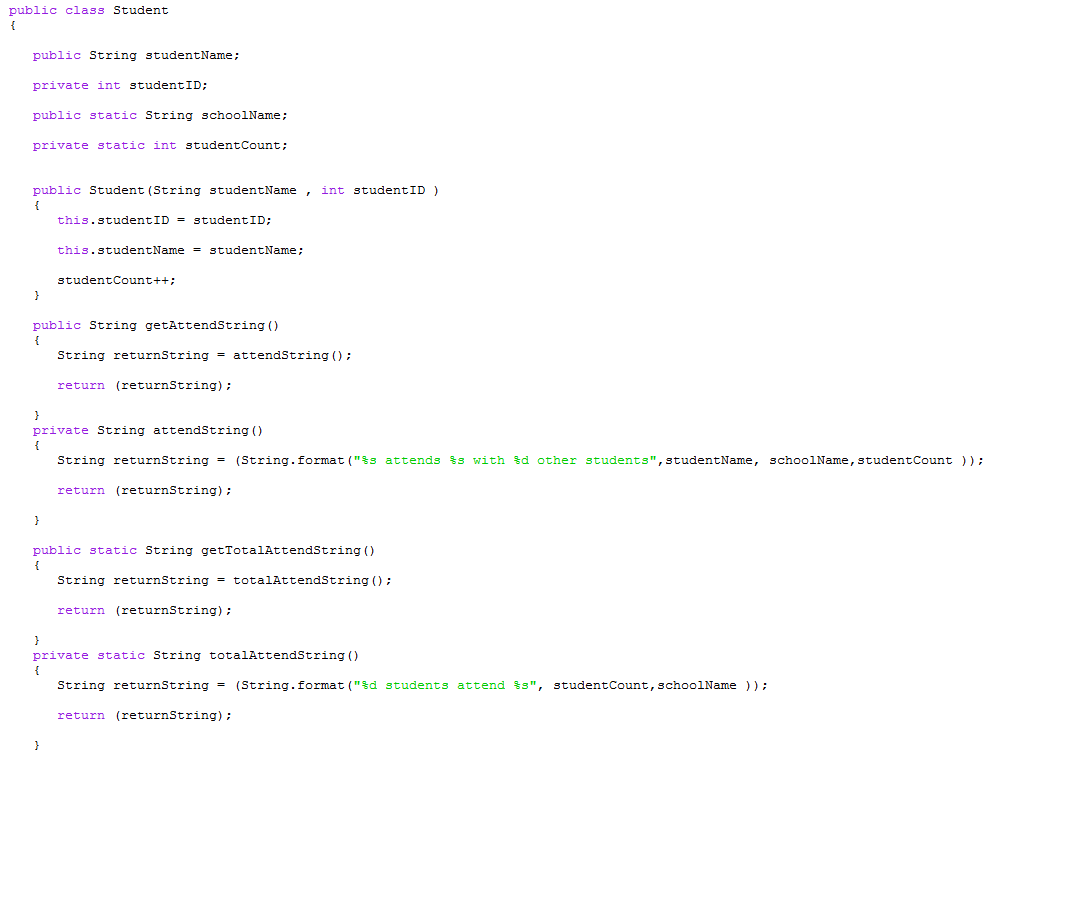 public class Student
{
public String studentName;
private int studentID;
public static String schoolName;
private static int studentCount;
public Student(String studentName , int studentID )
{
this.studentID = studentID;
this.studentName = studentName;
studentCount++;
}
public String getAttendString()
{
String returnString = attendString();
return (returnString);
}
private String attendString()
{
String returnString = (String.format("%s attends %s with %d other students",studentName, schoolName,studentCount ));
return (returnString);
}
public static String getTotalAttendString()
{
String returnString = totalAttendString();
return (returnString);
}
private static String totalAttendString()
{
String returnString = (String.format("%d students attend %s", studentCount,schoolName ));
return (returnString);
}